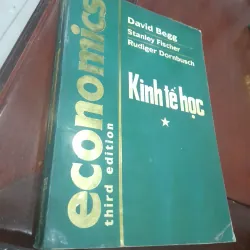 economics
third edition
David Begg
Stanley Fischer
Rudiger Dornbusch
Kinh tế học